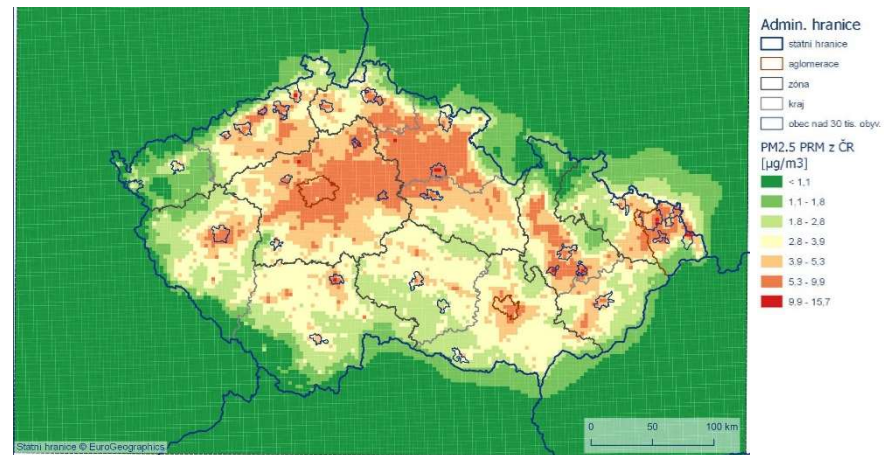 Admin. hranice
státní hranice
aglomerace
zóna
kraj
obec nad 30 tis. obyv.
PM2.5 PRM z ČR
[µg/m3]
< 1,1
1,1 - 1,8
1,8 - 2,8
2,8 - 3,9
3,9 - 5,3
5,3 - 9,9
9,9 - 15,7
0 50 100 km
Státní hranice © EuroGeographics